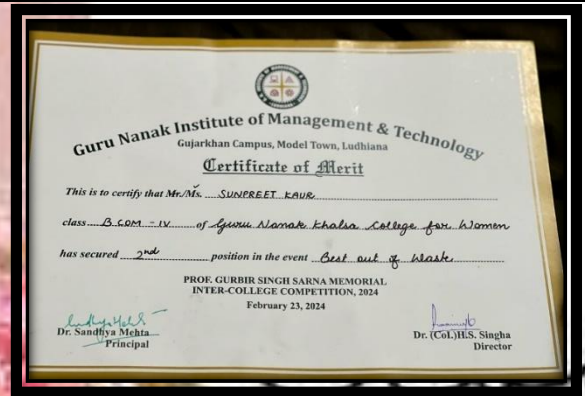 Guru Nanak Institute of Management & Technology
Gujarkhan Campus, Model Town, Ludhiana
Certificate of Merit
This is to certify that Mr./Ms. SUNPREET KAUR
class B.COM - IV of Guru Nanak Khalsa College for Women
has secured 2nd position in the event Best out of Waste
PROF. GURBIR SINGH SARNA MEMORIAL
INTER-COLLEGE COMPETITION, 2024
February 23, 2024
Dr. Sandhya Mehta
Principal
Dr. (Col.)H.S. Singha
Director